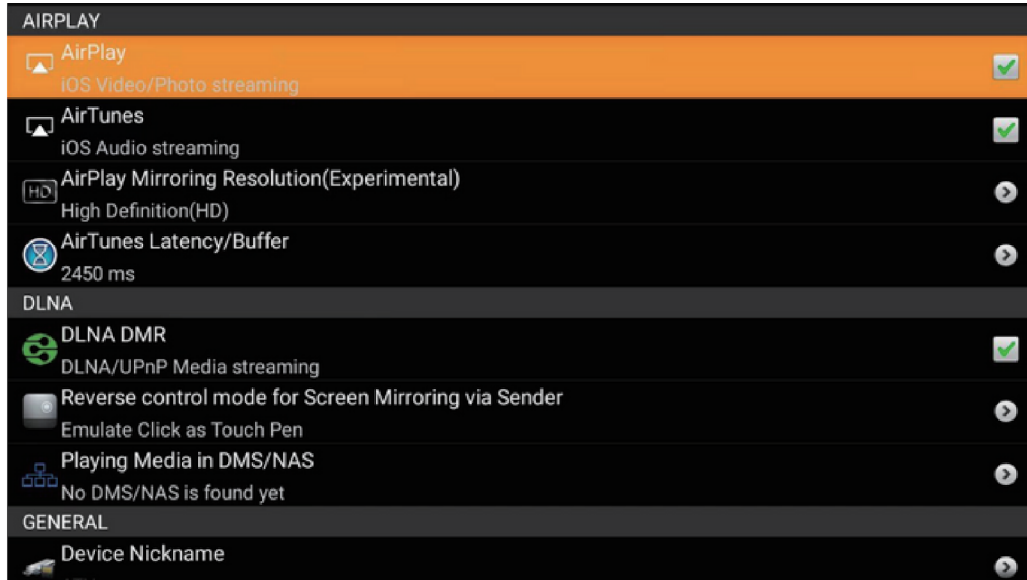 AIRPLAY
AirPlay
iOS Video/Photo streaming
AirTunes
iOS Audio streaming
HD
AirPlay Mirroring Resolution(Experimental)
High Definition(HD)
AirTunes Latency/Buffer
2450 ms
DLNA
DLNA DMR
DLNA/UPnP Media streaming
Reverse control mode for Screen Mirroring via Sender
Emulate Click as Touch Pen
Playing Media in DMS/NAS
No DMS/NAS is found yet
GENERAL
Device Nickname